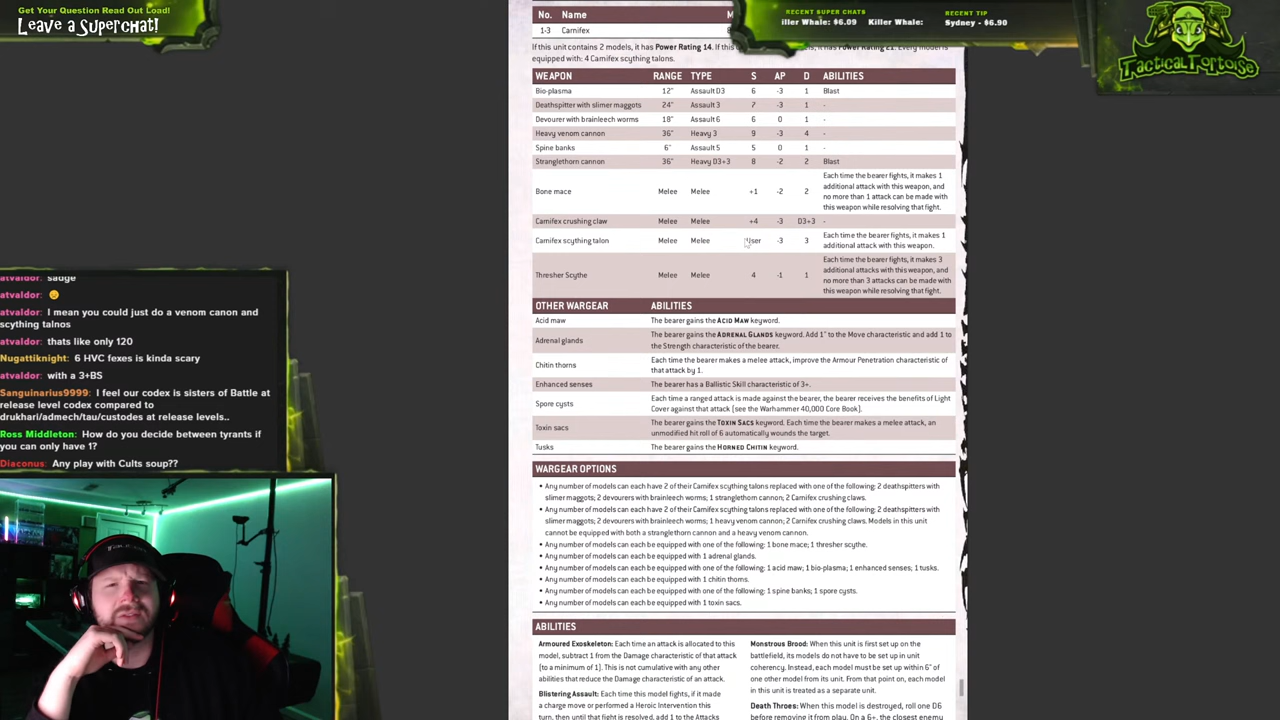 Get Your Question Read Out Load!
Leave a Superchat!
RECENT SUPER CHATS
iller Whale: $6.09 Killer Whale:
RECENT TIP
Sydney - $6.90
TACTICALTORTOISE
No. Name M
1-3 Carnifex
If this unit contains 2 models, it has Power Rating 14. If this
it has Power Rating 21. Every model is
equipped with: 4 Carnifex scything talons.
WEAPON RANGE TYPE S AP D ABILITIES
Bio-plasma 12" Assault D3 6 -3 1 Blast
Deathspitter with slimer maggots 24" Assault 3 7 -3 1 -
Devourer with brainleech worms 18" Assault 6 6 0 1 -
Heavy venom cannon 36" Heavy 3 9 -3 4 -
Spine banks 6" Assault 5 5 0 1 -
Stranglethorn cannon 36" Heavy D3+3 8 -2 2 Blast
Bone mace Melee Melee +1 -2 2 Each time the bearer fights, it makes 1
additional attack with this weapon, and
no more than 1 attack can be made with
this weapon while resolving that fight.
Carnifex crushing claw Melee Melee +4 -3 D3+3 -
Carnifex scything talon Melee Melee User -3 3 Each time the bearer fights, it makes 1
additional attack with this weapon.
Thresher Scythe Melee Melee 4 -1 1 Each time the bearer fights, it makes 3
additional attacks with this weapon, and
no more than 3 attacks can be made with
this weapon while resolving that fight.
OTHER WARGEAR ABILITIES
Acid maw The bearer gains the ACID MAW keyword.
Adrenal glands The bearer gains the ADRENAL GLANDS keyword. Add 1" to the Move characteristic and add 1 to
the Strength characteristic of the bearer.
Chitin thorns Each time the bearer makes a melee attack, improve the Armour Penetration characteristic of
that attack by 1.
Enhanced senses The bearer has a Ballistic Skill characteristic of 3+.
Spore cysts Each time a ranged attack is made against the bearer, the bearer receives the benefits of Light
Cover against that attack (see the Warhammer 40,000 Core Book).
Toxin sacs The bearer gains the TOXIN SACS keyword. Each time the bearer makes a melee attack, an
unmodified hit roll of 6 automatically wounds the target.
Tusks The bearer gains the HORNED CHITIN keyword.
WARGEAR OPTIONS
• Any number of models can each have 2 of their Carnifex scything talons replaced with one of the following: 2 deathspitters with
slimer maggots; 2 devourers with brainleech worms; 1 stranglethorn cannon; 2 Carnifex crushing claws.
• Any number of models can each have 2 of their Carnifex scything talons replaced with one of the following: 2 deathspitters with
slimer maggots; 2 devourers with brainleech worms; 1 heavy venom cannon; 2 Carnifex crushing claws. Models in this unit
cannot be equipped with both a stranglethorn cannon and a heavy venom cannon.
• Any number of models can each be equipped with one of the following: 1 bone mace; 1 thresher scythe.
• Any number of models can each be equipped with 1 adrenal glands.
• Any number of models can each be equipped with one of the following: 1 acid maw; 1 bio-plasma; 1 enhanced senses; 1 tusks.
• Any number of models can each be equipped with 1 chitin thorns.
• Any number of models can each be equipped with one of the following: 1 spine banks; 1 spore cysts.
• Any number of models can each be equipped with 1 toxin sacs.
ABILITIES
Armoured Exoskeleton: Each time an attack is allocated to this
model, subtract 1 from the Damage characteristic of that attack
(to a minimum of 1). This is not cumulative with any other
abilities that reduce the Damage characteristic of an attack.
Blistering Assault: Each time this model fights, if it made
a charge move or performed a Heroic Intervention this
turn, then until that fight is resolved, add 1 to the Attacks
Monstrous Brood: When this unit is first set up on the
battlefield, its models do not have to be set up in unit
coherency. Instead, each model must be set up within 6" of
one other model from its unit. From that point on, each model
in this unit is treated as a separate unit.
Death Throes: When this model is destroyed, roll one D6
before removing it from play. On a 6+, the closest enemy
atvaldor: sadge
atvaldor:
atvaldor: I mean you could just do a venom canon and
scything talnos
atvaldor: thats like only 120
Nugattiknight: 6 HVC fexes is kinda scary
atvaldor: with a 3+BS
Sanguinarius9999: I feel our codex is sisters of Battle at
release level codex compared to
drukhari/admech/tau/custodes at release levels..
Ross Middleton: How do you decide between tyrants if
you can only have 1?
Diaconus: Any play with Cults soup??